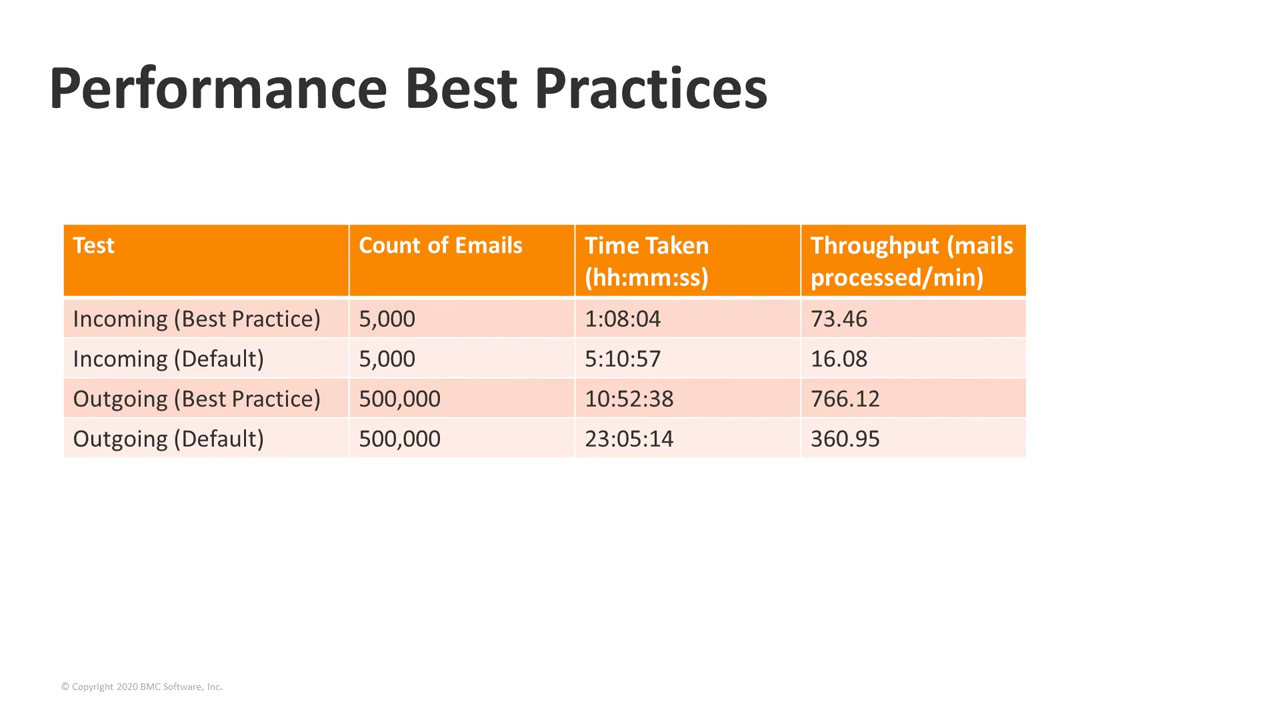 Performance Best Practices
Test Count of Emails Time Taken (hh:mm:ss) Throughput (mails processed/min)
Incoming (Best Practice) 5,000 1:08:04 73.46
Incoming (Default) 5,000 5:10:57 16.08
Outgoing (Best Practice) 500,000 10:52:38 766.12
Outgoing (Default) 500,000 23:05:14 360.95
© Copyright 2020 BMC Software, Inc.